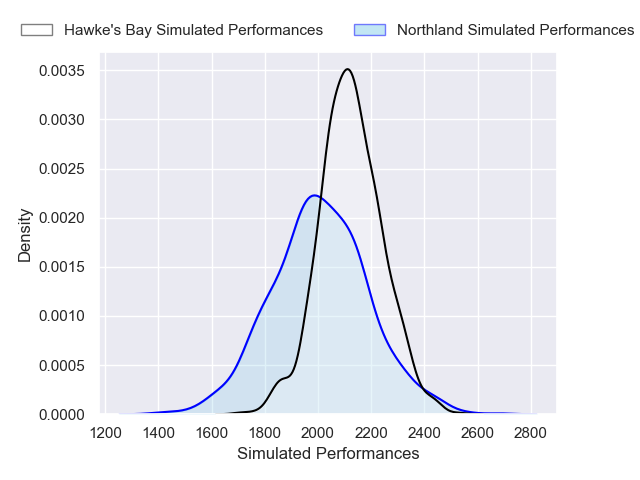 Hawke's Bay Simulated Performances Northland Simulated Performances
0.0035
0.0030
0.0025
0.0020
0.0015
0.0010
0.0005
0.0000
Density
1200 1400 1600 1800 2000 2200 2400 2600 2800
Simulated Performances